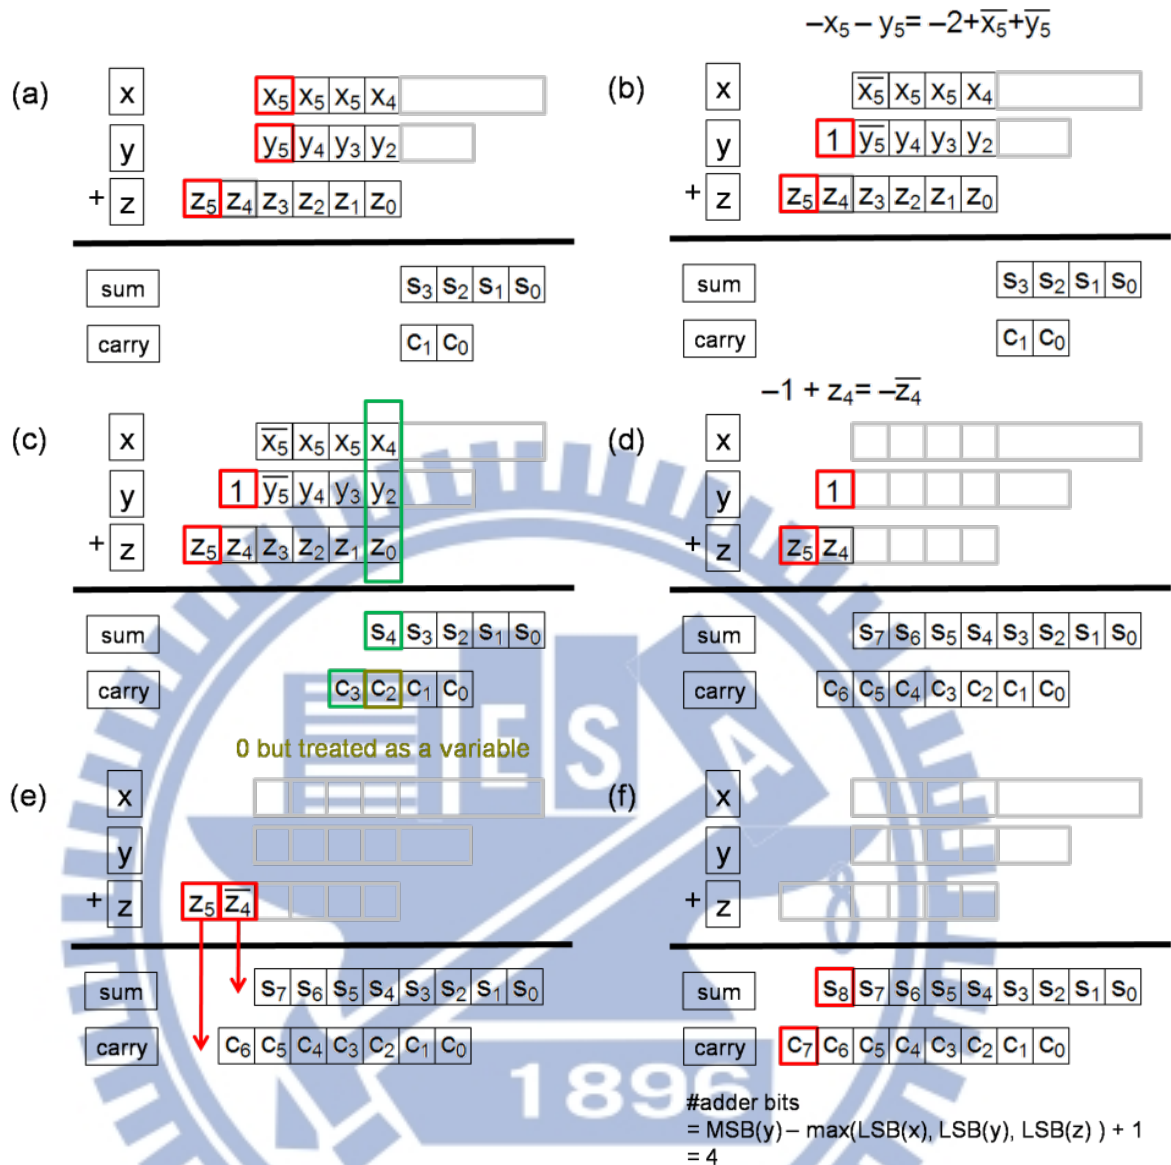 –x₅ – y₅= –2+x̅₅+y̅₅
(a)
x
x₅ x₅ x₅ x₄
y
y₅ y₄ y₃ y₂
+ z
z₅ z₄ z₃ z₂ z₁ z₀
sum
s₃ s₂ s₁ s₀
carry
c₁ c₀
(b)
x
x̅₅ x₅ x₅ x₄
y
1 y̅₅ y₄ y₃ y₂
+ z
z₅ z₄ z₃ z₂ z₁ z₀
sum
s₃ s₂ s₁ s₀
carry
c₁ c₀
(c)
x
x̅₅ x₅ x₅ x₄
y
1 y̅₅ y₄ y₃ y₂
+ z
z₅ z₄ z₃ z₂ z₁ z₀
sum
s₄ s₃ s₂ s₁ s₀
carry
c₃ c₂ c₁ c₀
0 but treated as a variable
–1 + z₄= –z̅₄
(d)
x
y
1
+ z
z₅ z₄
sum
s₇ s₆ s₅ s₄ s₃ s₂ s₁ s₀
carry
c₆ c₅ c₄ c₃ c₂ c₁ c₀
(e)
x
y
+ z
z₅ z̅₄
sum
s₇ s₆ s₅ s₄ s₃ s₂ s₁ s₀
carry
c₆ c₅ c₄ c₃ c₂ c₁ c₀
(f)
x
y
+ z
sum
s₈ s₇ s₆ s₅ s₄ s₃ s₂ s₁ s₀
carry
c₇ c₆ c₅ c₄ c₃ c₂ c₁ c₀
#adder bits
= MSB(y) – max(LSB(x), LSB(y), LSB(z) ) + 1
= 4
E S A
8
1896